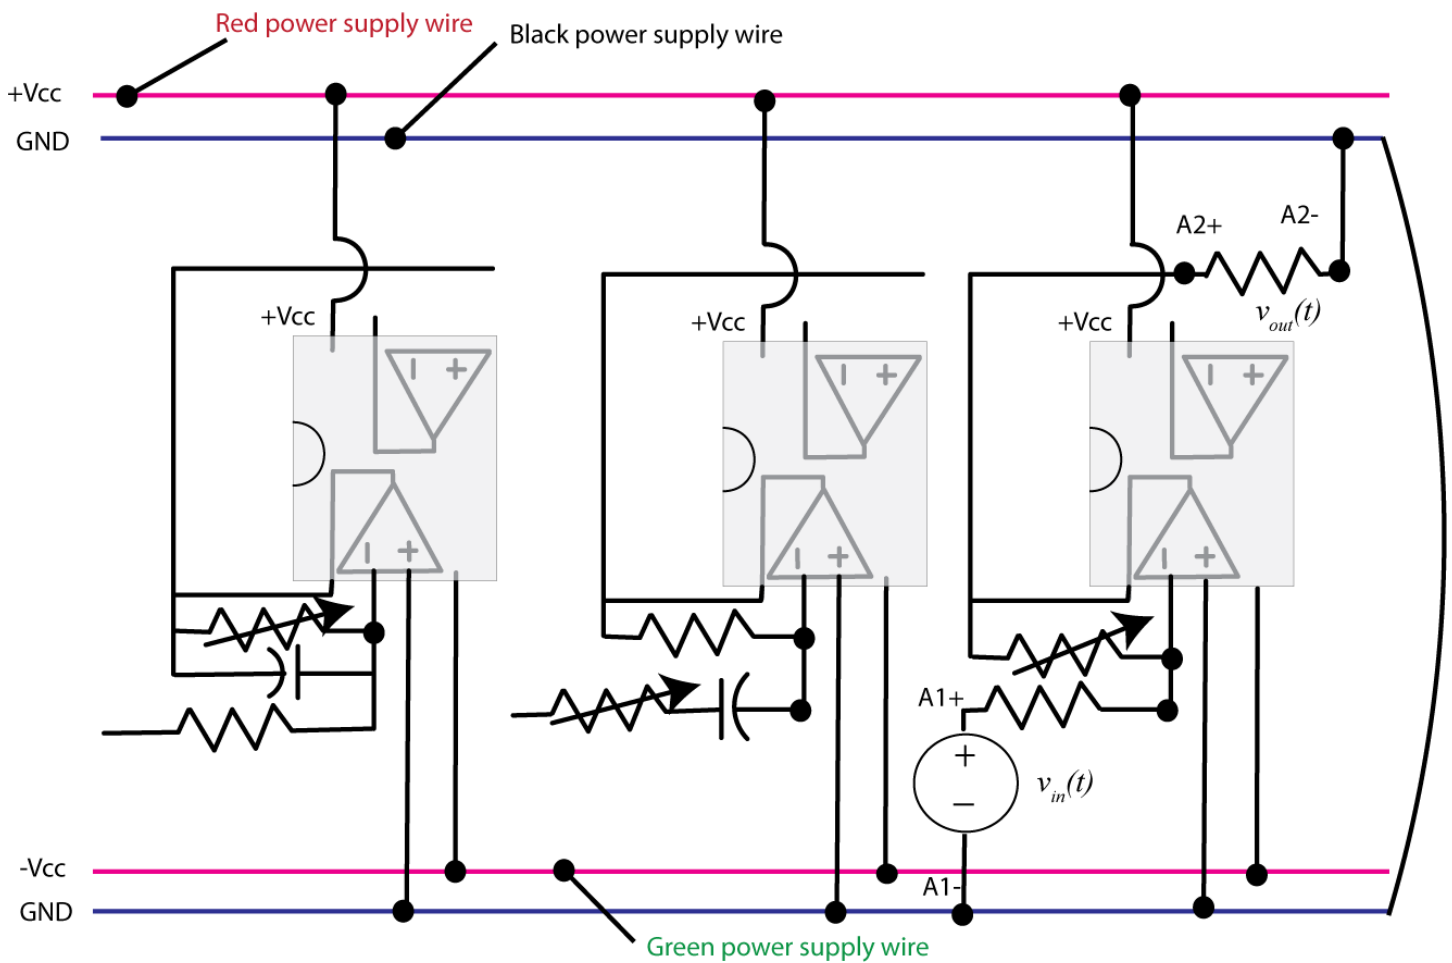 Red power supply wire
Black power supply wire
+Vcc
GND
A2+
A2-
+Vcc
+Vcc
+Vcc
vout(t)
+
+
+
+
+
+
A1+
+
vin(t)
−
-Vcc
A1-
GND
Green power supply wire